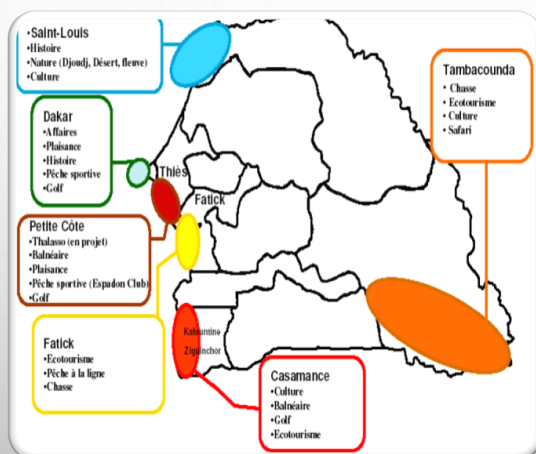 •Saint-Louis
•Histoire
•Nature (Djoudj, Désert, fleuve)
•Culture
Dakar
•Affaires
•Plaisance
•Histoire
•Pêche sportive
•Golf
Petite Côte
•Thalasso (en projet)
•Balnéaire
•Plaisance
•Pêche sportive (Espadon Club)
•Golf
Fatick
•Ecotourisme
•Pêche à la ligne
•Chasse
Thiès
Fatick
Ziguinchor
Casamance
•Culture
•Balnéaire
•Golf
•Ecotourisme
Tambacounda
• Chasse
• Ecotourisme
• Culture
• Safari